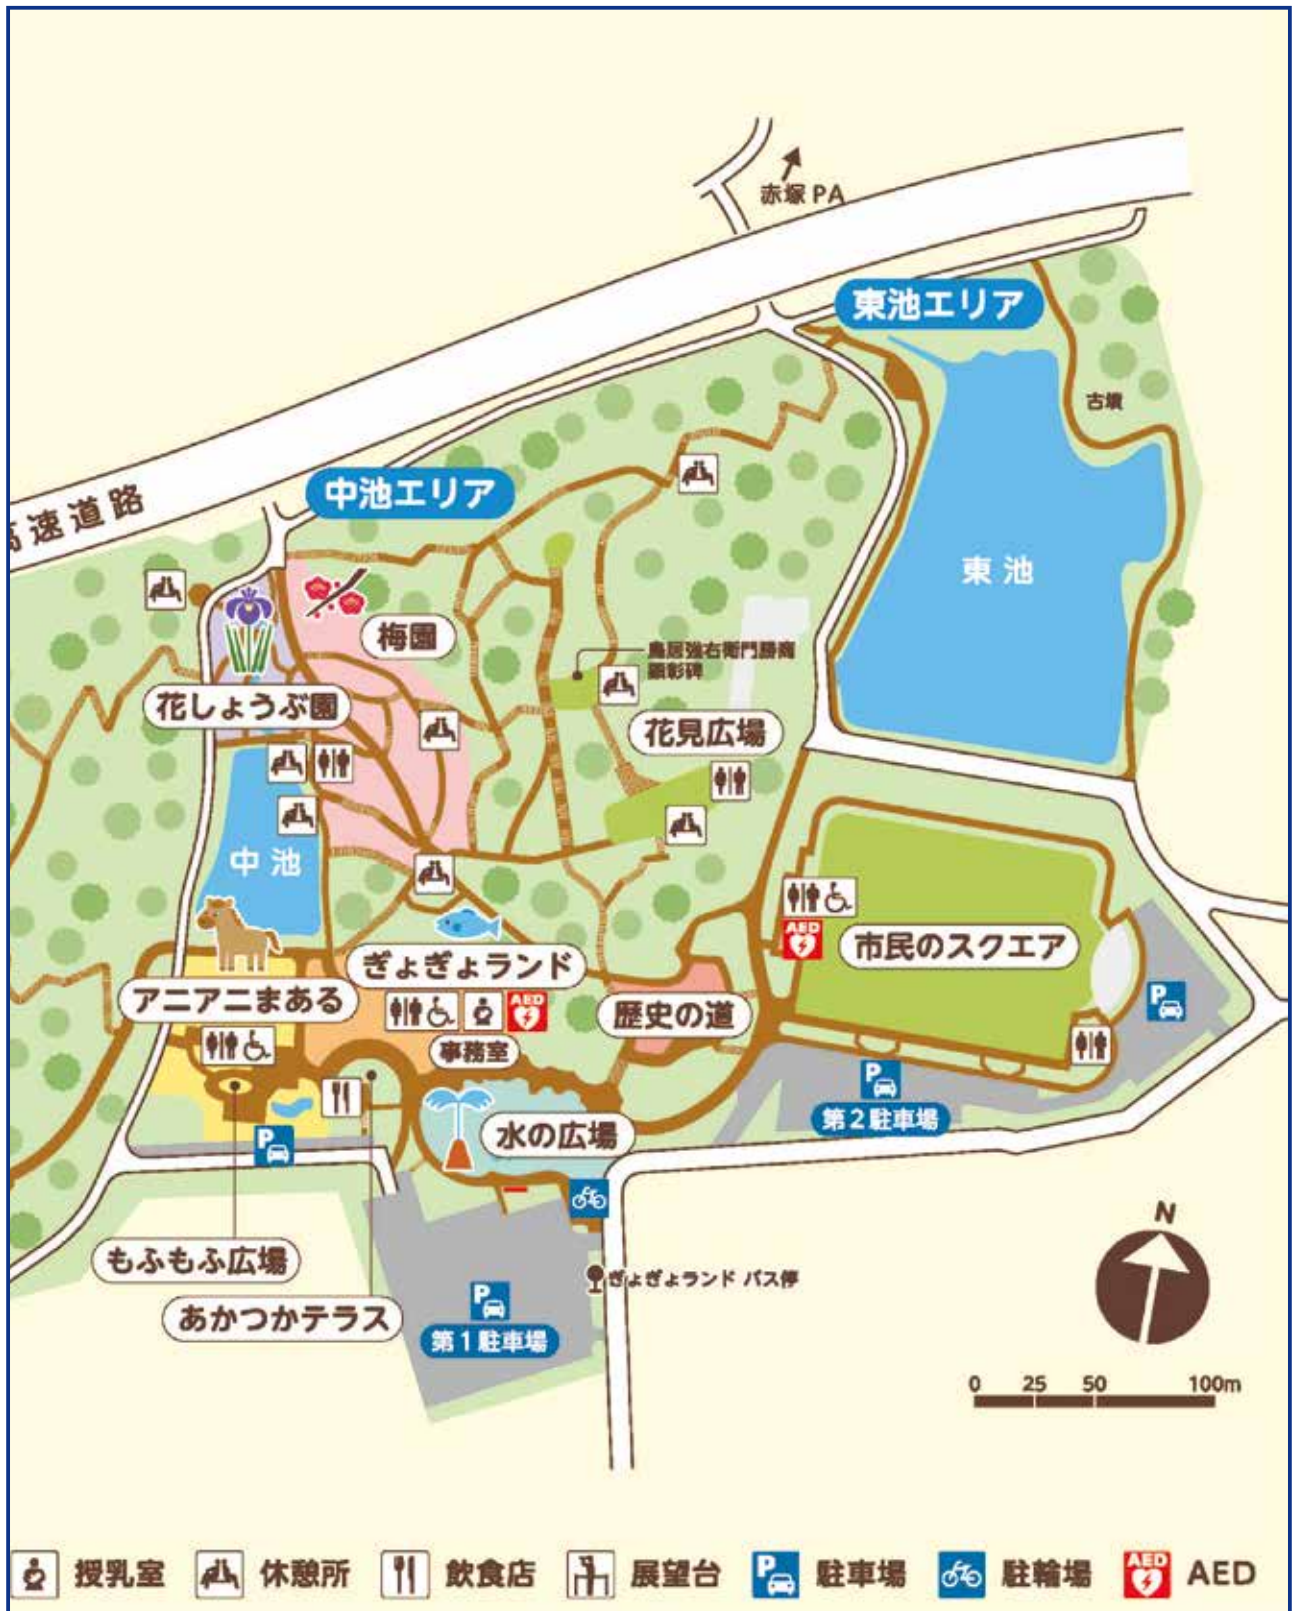 赤塚 PA
東池エリア
古墳
中池エリア
高速道路
東池
梅園
鳥居強右衛門勝商
顕彰碑
花しょうぶ園
花見広場
中池
市民のスクエア
ぎょぎょランド
アニアニまある
AED
AED
歴史の道
事務室
P
P
第2駐車場
水の広場
P
もふもふ広場
あかつかテラス
ぎょぎょランド バス停
P
第1駐車場
N
0 25 50 100m
授乳室 休憩所 飲食店 展望台 P 駐車場 駐輪場 AED AED